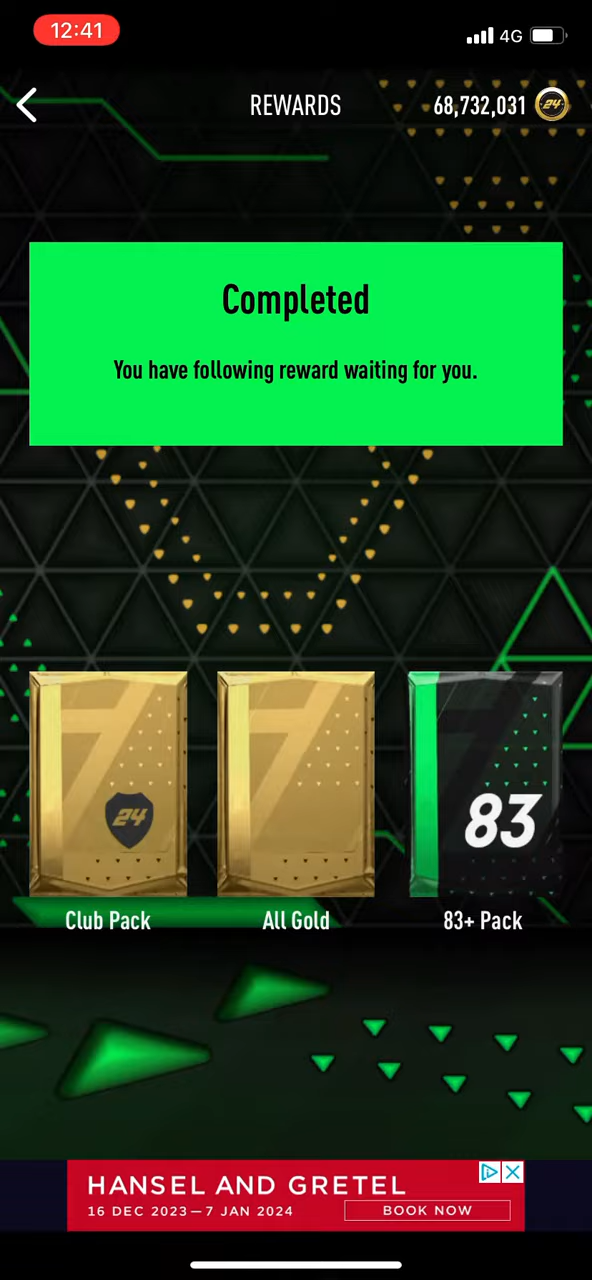 12:41
4G
REWARDS
68,732,031
24
Completed
You have following reward waiting for you.
24
83
Club Pack
All Gold
83+ Pack
HANSEL AND GRETEL
16 DEC 2023 – 7 JAN 2024
BOOK NOW